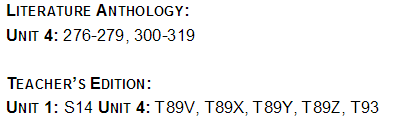 LITERATURE ANTHOLOGY:
UNIT 4: 276-279, 300-319
TEACHER'S EDITION:
UNIT 1: S14 UNIT 4: T89V, T89X, T89Y, T89Z, T93